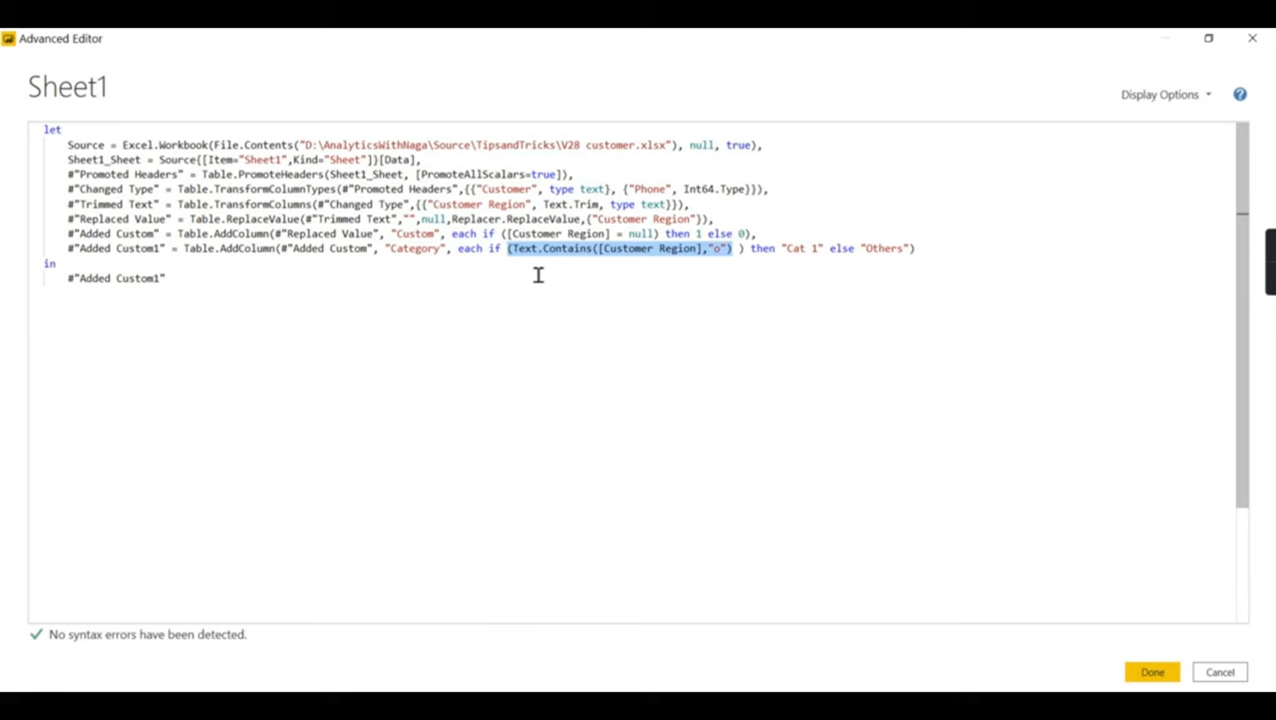 Advanced Editor
Sheet1
Display Options
?
let
Source = Excel.Workbook(File.Contents("D:\AnalyticsWithNaga\Source\TipsandTricks\V28 customer.xlsx"), null, true),
Sheet1_Sheet = Source{[Item="Sheet1",Kind="Sheet"]}[Data],
#"Promoted Headers" = Table.PromoteHeaders(Sheet1_Sheet, [PromoteAllScalars=true]),
#"Changed Type" = Table.TransformColumnTypes(#"Promoted Headers",{{"Customer", type text}, {"Phone", Int64.Type}}),
#"Trimmed Text" = Table.TransformColumns(#"Changed Type",{{"Customer Region", Text.Trim, type text}}),
#"Replaced Value" = Table.ReplaceValue(#"Trimmed Text","",null,Replacer.ReplaceValue,{"Customer Region"}),
#"Added Custom" = Table.AddColumn(#"Replaced Value", "Custom", each if ([Customer Region] = null) then 1 else 0),
#"Added Custom1" = Table.AddColumn(#"Added Custom", "Category", each if (Text.Contains([Customer Region],"o") ) then "Cat 1" else "Others")
in
#"Added Custom1"
No syntax errors have been detected.
Done
Cancel